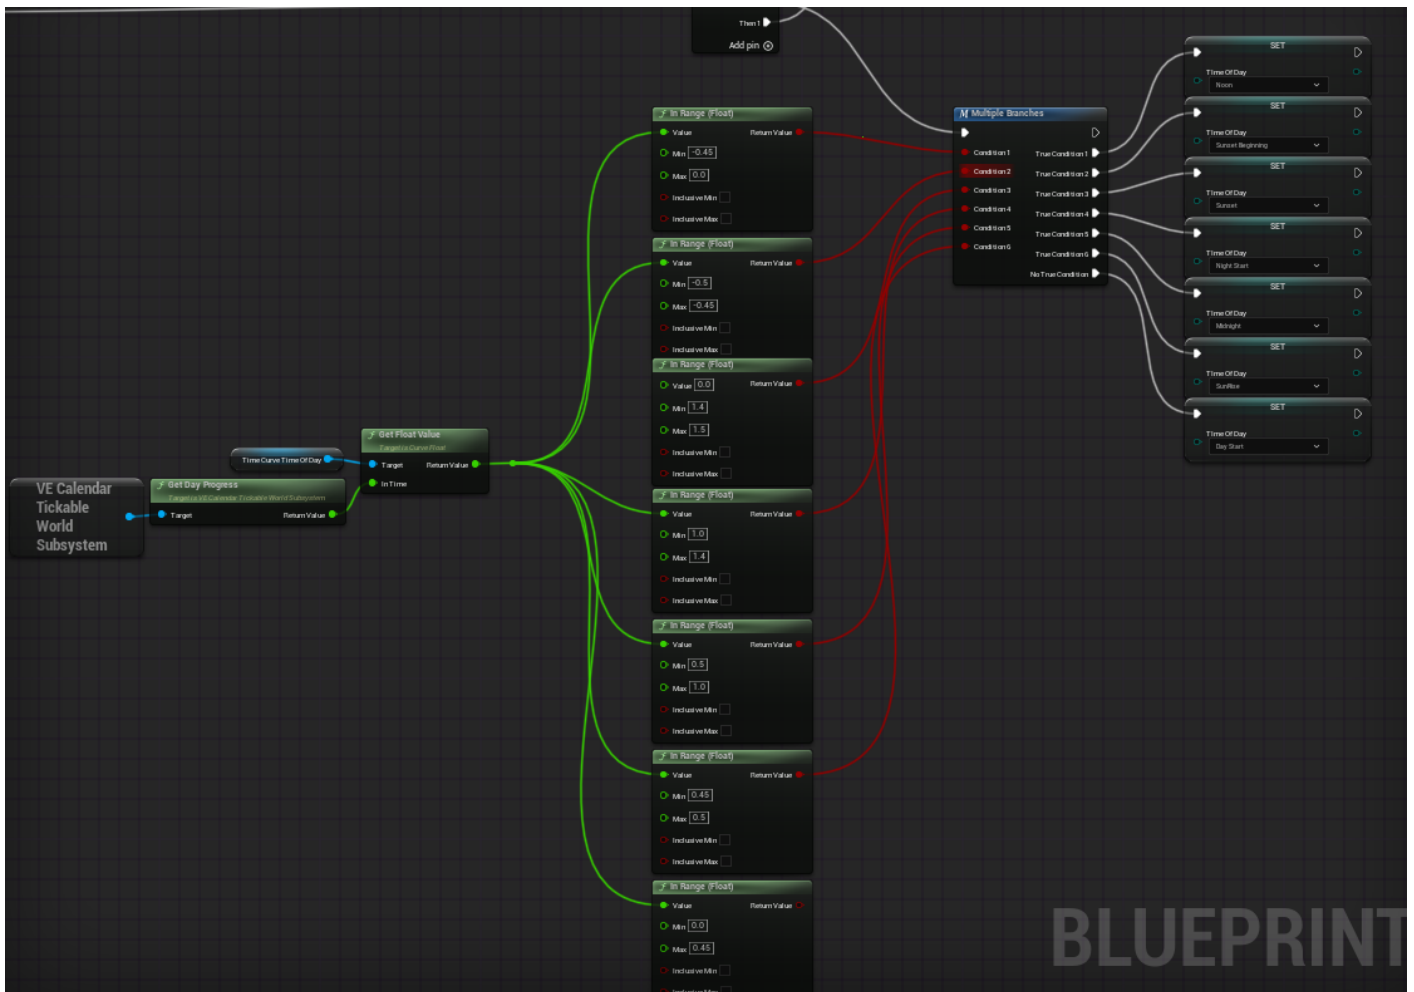 Then 1
Add pin
In Range (Float)
Value
Return Value
Min -0.45
Max 0.0
Inclusive Min
Inclusive Max
In Range (Float)
Value
Return Value
Min -0.5
Max -0.45
Inclusive Min
Inclusive Max
In Range (Float)
Value 0.0
Return Value
Min 1.4
Max 1.5
Inclusive Min
Inclusive Max
In Range (Float)
Value
Return Value
Min 1.0
Max 1.4
Inclusive Min
Inclusive Max
In Range (Float)
Value
Return Value
Min 0.5
Max 1.0
Inclusive Min
Inclusive Max
In Range (Float)
Value
Return Value
Min 0.45
Max 0.5
Inclusive Min
Inclusive Max
In Range (Float)
Value
Return Value
Min 0.0
Max 0.45
Inclusive Min
Inclusive Max
Time Curve Time Of Day
VE Calendar
Tickable
World
Subsystem
Get Day Progress
Target is VE Calendar Tickable World Subsystem
Target
Return Value
Get Float Value
Target is Curve Float
Target
Return Value
In Time
Multiple Branches
Condition 1
True Condition 1
Condition 2
True Condition 2
Condition 3
True Condition 3
Condition 4
True Condition 4
Condition 5
True Condition 5
Condition 6
True Condition 6
No True Condition
SET
Time Of Day
Noon
SET
Time Of Day
Sunset Beginning
SET
Time Of Day
Sunset
SET
Time Of Day
Night Start
SET
Time Of Day
Midnight
SET
Time Of Day
SunRise
SET
Time Of Day
Day Start
BLUEPRINT